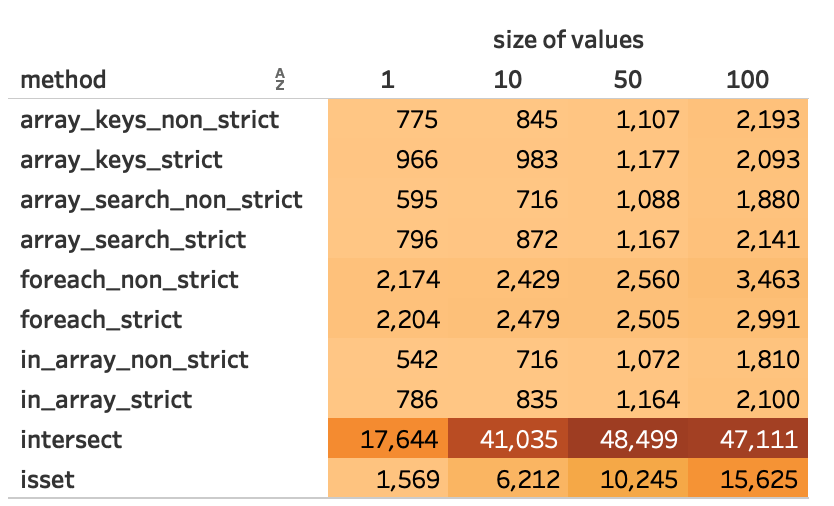 size of values
method AZ 1 10 50 100
array_keys_non_strict 775 845 1,107 2,193
array_keys_strict 966 983 1,177 2,093
array_search_non_strict 595 716 1,088 1,880
array_search_strict 796 872 1,167 2,141
foreach_non_strict 2,174 2,429 2,560 3,463
foreach_strict 2,204 2,479 2,505 2,991
in_array_non_strict 542 716 1,072 1,810
in_array_strict 786 835 1,164 2,100
intersect 17,644 41,035 48,499 47,111
isset 1,569 6,212 10,245 15,625